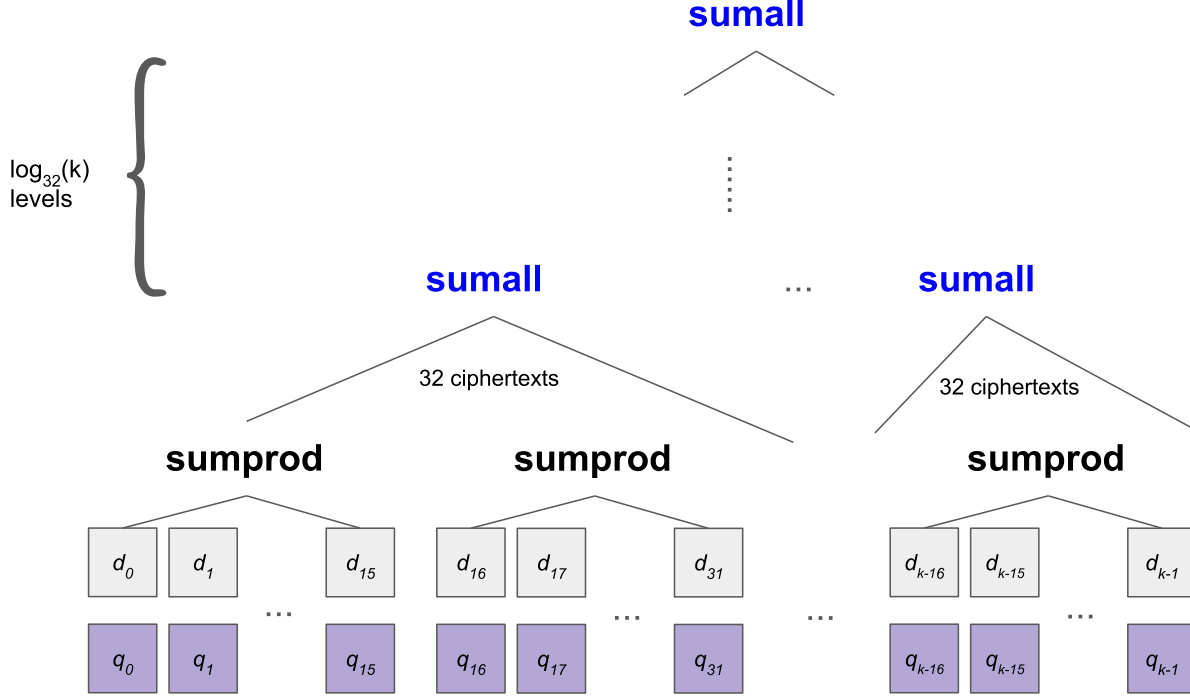 sumall
log32(k)
levels
sumall ... sumall
32 ciphertexts 32 ciphertexts
sumprod sumprod sumprod
d0 d1 d15 d16 d17 d31 dk-16 dk-15 dk-1
... ... ... ...
q0 q1 q15 q16 q17 q31 qk-16 qk-15 qk-1